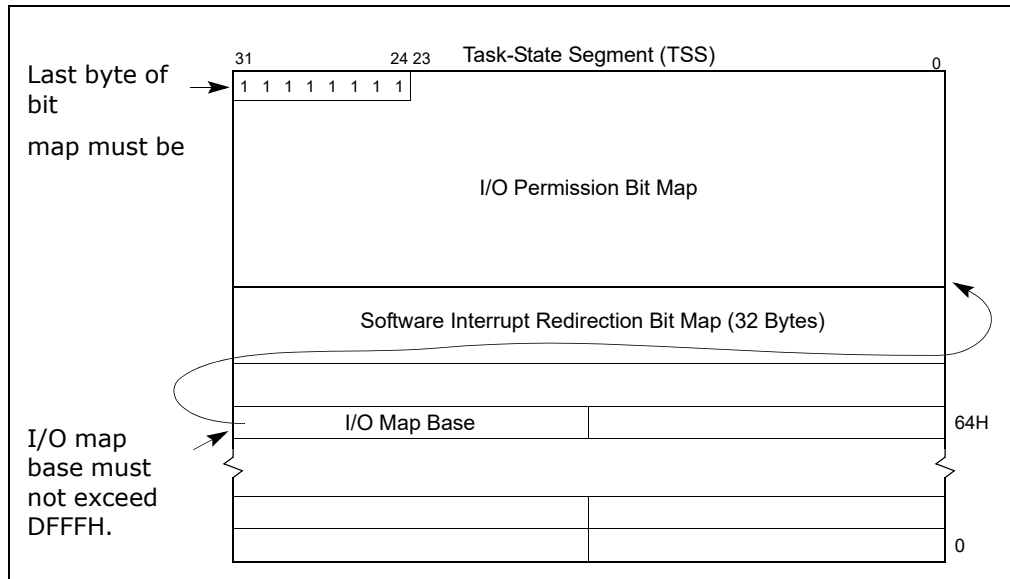 Task-State Segment (TSS)
31 24 23 0
Last byte of
bit
map must be
1 1 1 1 1 1 1 1
I/O Permission Bit Map
Software Interrupt Redirection Bit Map (32 Bytes)
I/O Map Base
64H
I/O map
base must
not exceed
DFFFH.
0